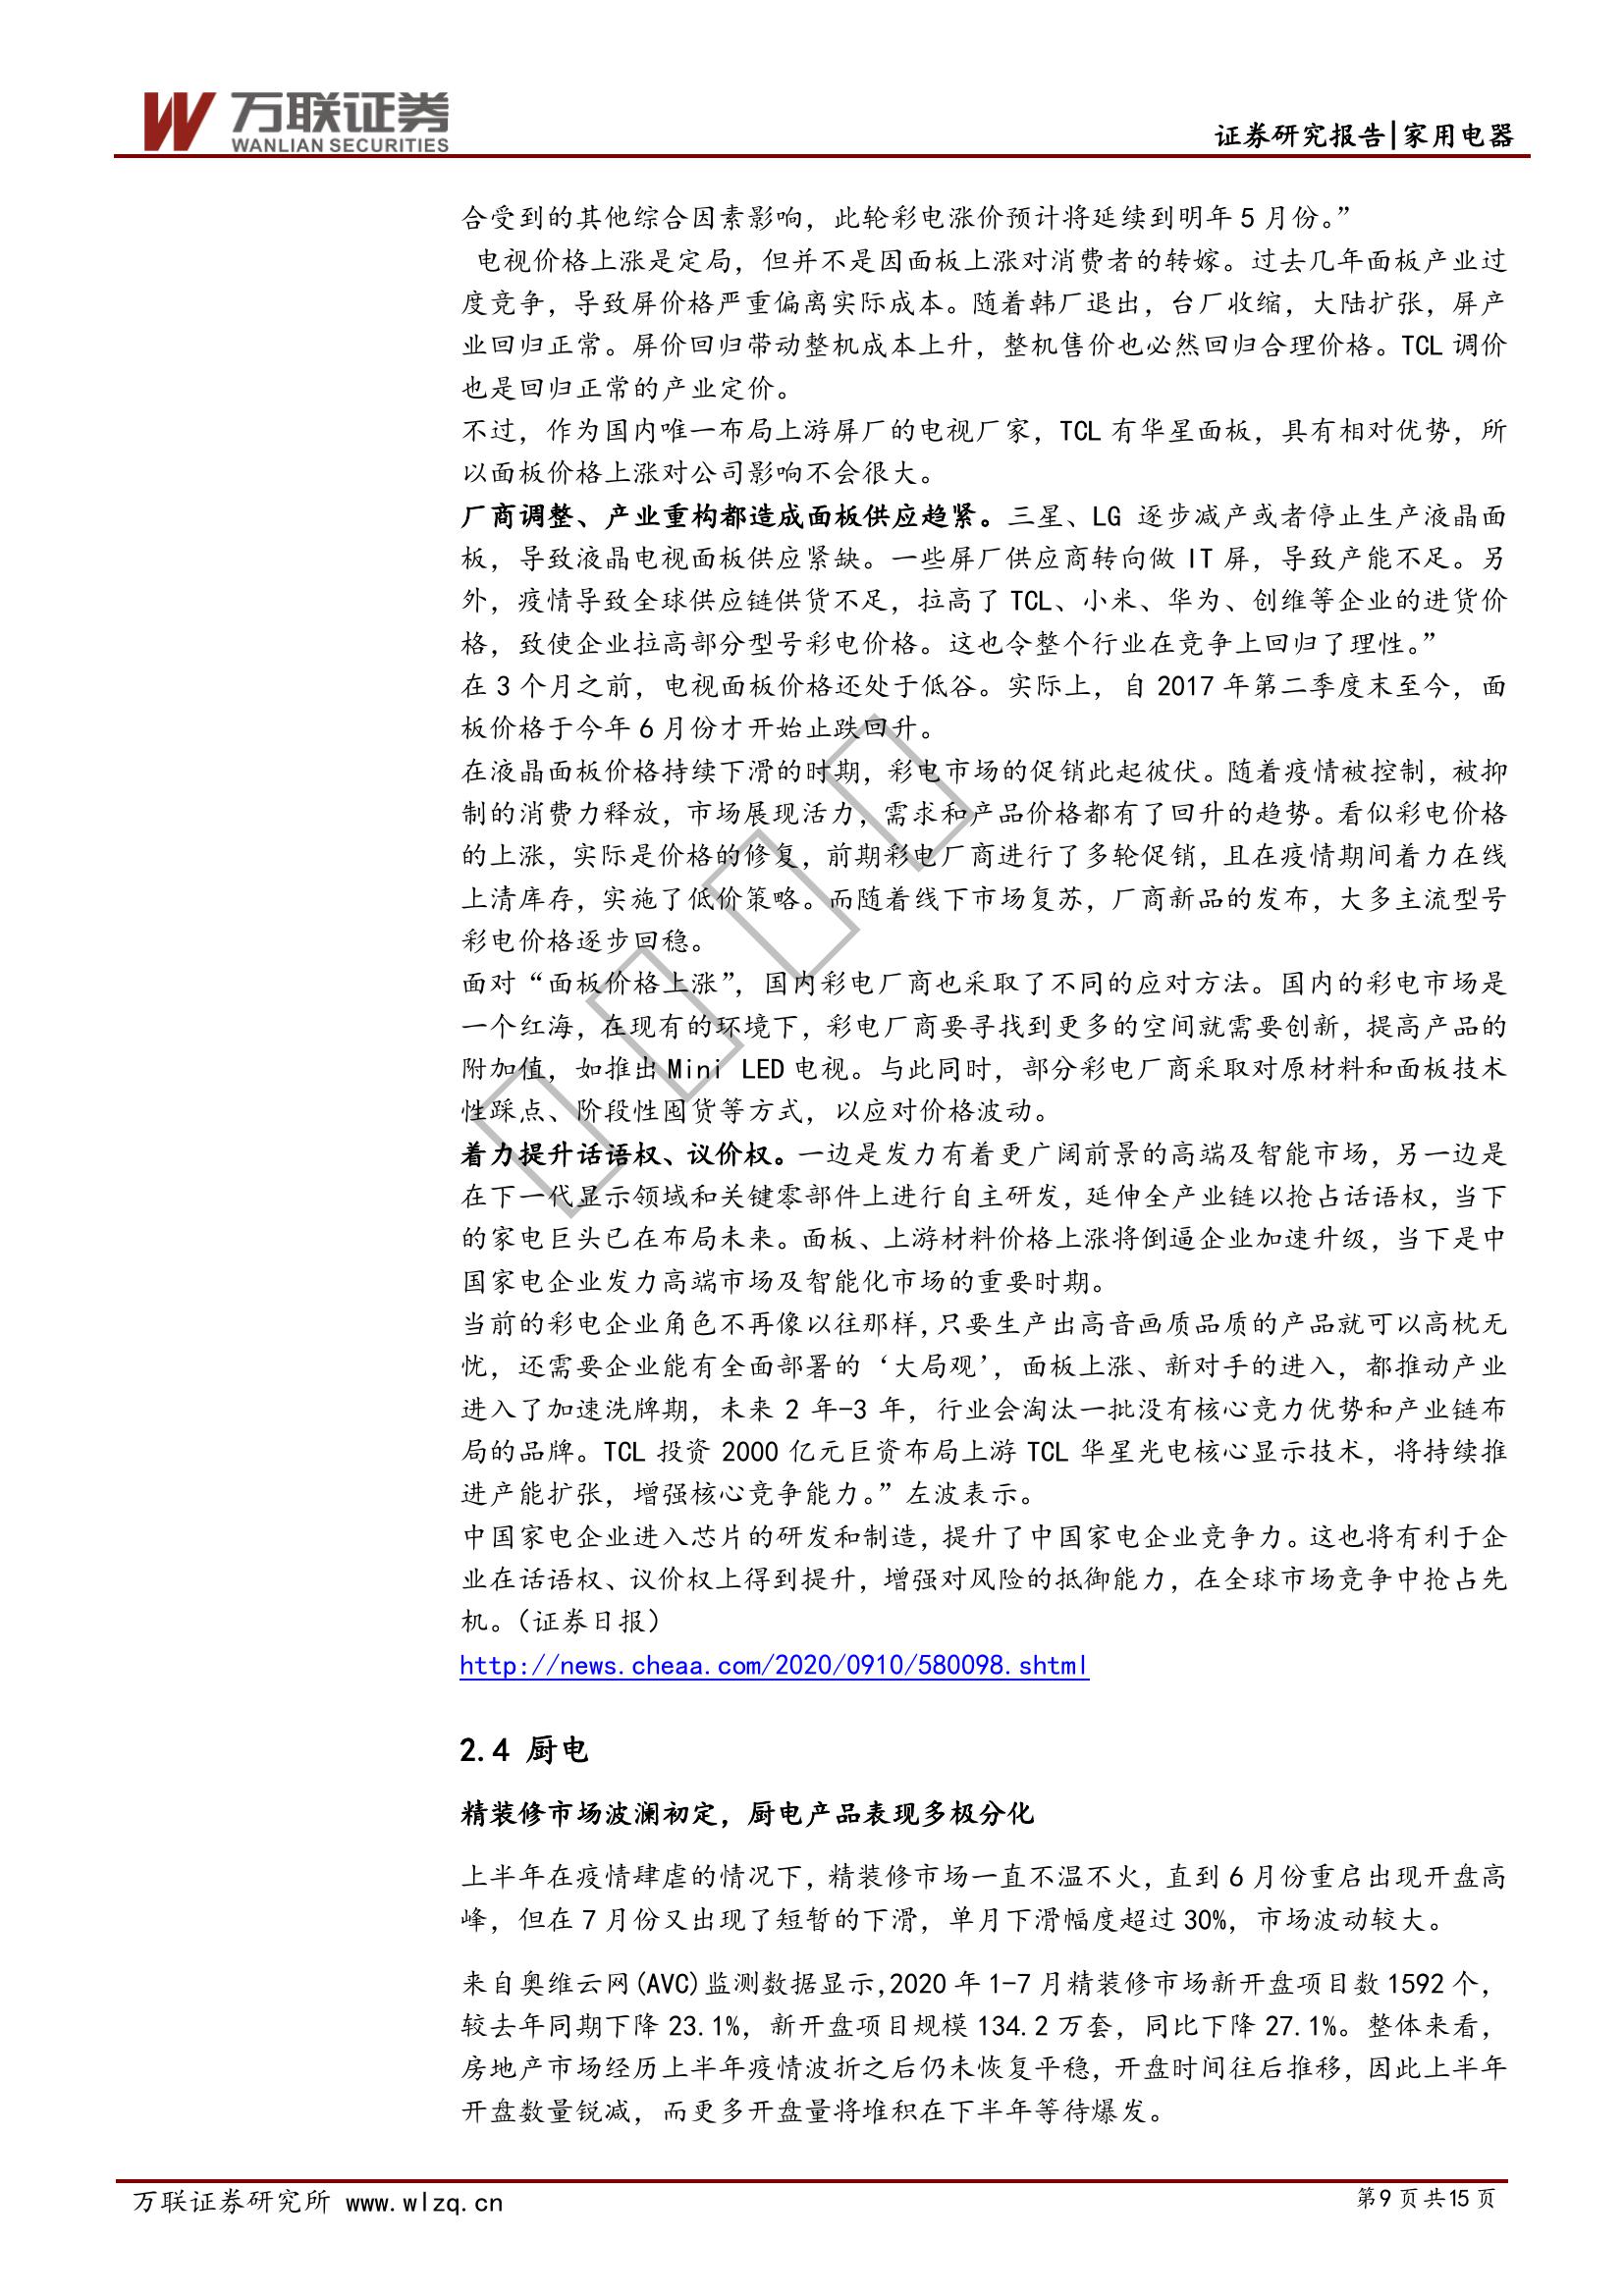 万联证券
WANLIAN SECURITIES
证券研究报告|家用电器
合受到的其他综合因素影响，此轮彩电涨价预计将延续到明年 5 月份。”
电视价格上涨是定局，但并不是因面板上涨对消费者的转嫁。过去几年面板产业过
度竞争，导致屏价格严重偏离实际成本。随着韩厂退出，台厂收缩，大陆扩张，屏产
业回归正常。屏价回归带动整机成本上升，整机售价也必然回归合理价格。TCL 调价
也是回归正常的产业定价。
不过，作为国内唯一布局上游屏厂的电视厂家，TCL 有华星面板，具有相对优势，所
以面板价格上涨对公司影响不会很大。
厂商调整、产业重构都造成面板供应趋紧。三星、LG 逐步减产或者停止生产液晶面
板，导致液晶电视面板供应紧缺。一些屏厂供应商转向做 IT 屏，导致产能不足。另
外，疫情导致全球供应链供货不足，拉高了 TCL、小米、华为、创维等企业的进货价
格，致使企业拉高部分型号彩电价格。这也令整个行业在竞争上回归了理性。”
在 3 个月之前，电视面板价格还处于低谷。实际上，自 2017 年第二季度末至今，面
板价格于今年 6 月份才开始止跌回升。
在液晶面板价格持续下滑的时期，彩电市场的促销此起彼伏。随着疫情被控制，被抑
制的消费力释放，市场展现活力，需求和产品价格都有了回升的趋势。看似彩电价格
的上涨，实际是价格的修复，前期彩电厂商进行了多轮促销，且在疫情期间着力在线
上清库存，实施了低价策略。而随着线下市场复苏，厂商新品的发布，大多主流型号
彩电价格逐步回稳。
面对“面板价格上涨”，国内彩电厂商也采取了不同的应对方法。国内的彩电市场是
一个红海，在现有的环境下，彩电厂商要寻找到更多的空间就需要创新，提高产品的
附加值，如推出 Mini LED 电视。与此同时，部分彩电厂商采取对原材料和面板技术
性踩点、阶段性囤货等方式，以应对价格波动。
着力提升话语权、议价权。一边是发力有着更广阔前景的高端及智能市场，另一边是
在下一代显示领域和关键零部件上进行自主研发，延伸全产业链以抢占话语权，当下
的家电巨头已在布局未来。面板、上游材料价格上涨将倒逼企业加速升级，当下是中
国家电企业发力高端市场及智能化市场的重要时期。
当前的彩电企业角色不再像以往那样，只要生产出高音画质品质的产品就可以高枕无
忧，还需要企业能有全面部署的‘大局观’，面板上涨、新对手的进入，都推动产业
进入了加速洗牌期，未来 2 年-3 年，行业会淘汰一批没有核心竞力优势和产业链布
局的品牌。TCL 投资 2000 亿元巨资布局上游 TCL 华星光电核心显示技术，将持续推
进产能扩张，增强核心竞争能力。”左波表示。
中国家电企业进入芯片的研发和制造，提升了中国家电企业竞争力。这也将有利于企
业在话语权、议价权上得到提升，增强对风险的抵御能力，在全球市场竞争中抢占先
机。（证券日报）
http://news.cheaa.com/2020/0910/580098.shtml
2.4 厨电
精装修市场波澜初定，厨电产品表现多极分化
上半年在疫情肆虐的情况下，精装修市场一直不温不火，直到 6 月份重启出现开盘高
峰，但在 7 月份又出现了短暂的下滑，单月下滑幅度超过 30%，市场波动较大。
来自奥维云网(AVC)监测数据显示,2020 年 1-7 月精装修市场新开盘项目数 1592 个，
较去年同期下降 23.1%，新开盘项目规模 134.2 万套，同比下降 27.1%。整体来看，
房地产市场经历上半年疫情波折之后仍未恢复平稳，开盘时间往后推移，因此上半年
开盘数量锐减，而更多开盘量将堆积在下半年等待爆发。
万联证券研究所 www.wlzq.cn
第 9 页 共 15 页